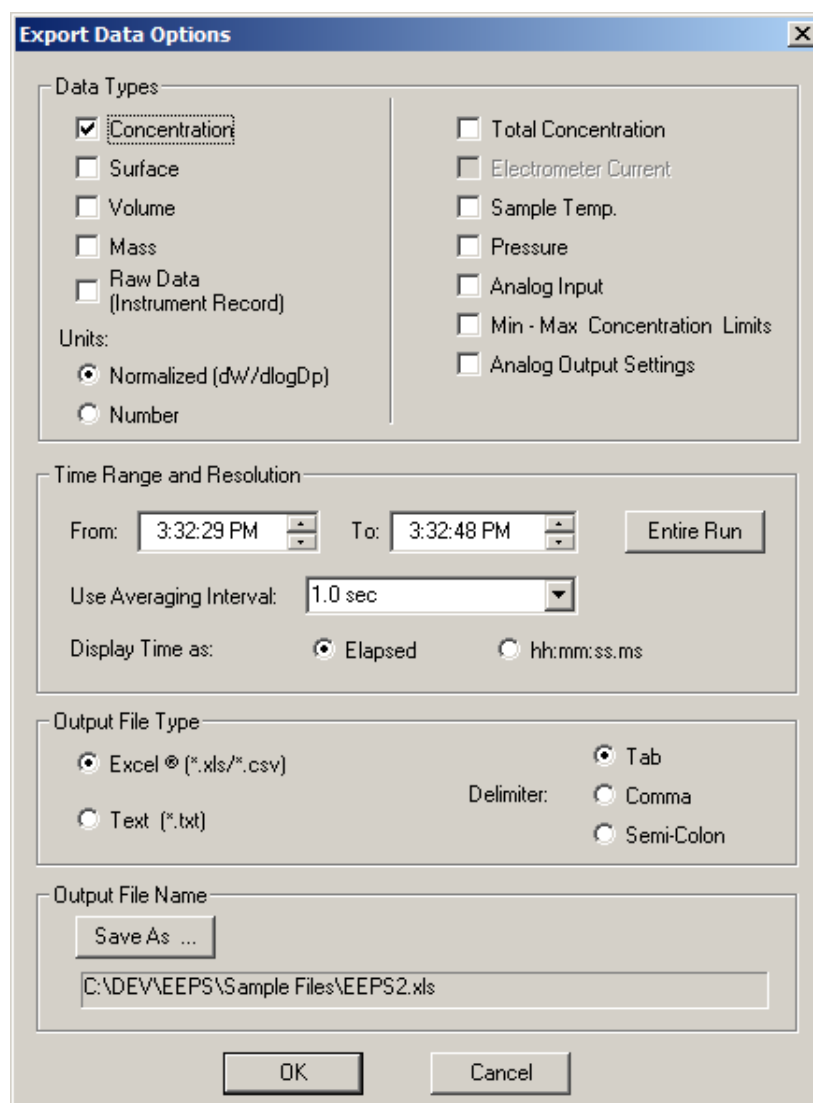 Export Data Options
Data Types
Concentration
Surface
Volume
Mass
Raw Data
(Instrument Record)
Units:
Normalized (dW/dlogDp)
Number
Total Concentration
Electrometer Current
Sample Temp.
Pressure
Analog Input
Min - Max Concentration Limits
Analog Output Settings
Time Range and Resolution
From: 3:32:29 PM To: 3:32:48 PM Entire Run
Use Averaging Interval: 1.0 sec
Display Time as: Elapsed hh:mm:ss.ms
Output File Type
Excel ® (*.xls/*.csv)
Text (*.txt)
Delimiter:
Tab
Comma
Semi-Colon
Output File Name
Save As ...
C:\DEV\EEPS\Sample Files\EEPS2.xls
OK Cancel